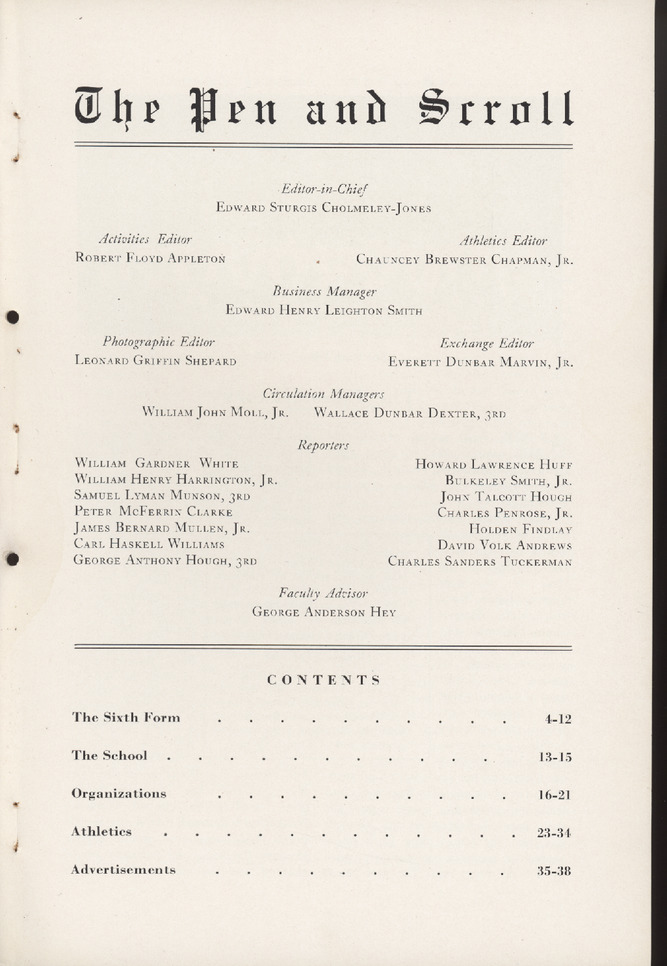 The Pen and Scroll
Editor-in-Chief
EDWARD STURGIS CHOLMELEY-JONES
Activities Editor Athletics Editor
ROBERT FLOYD APPLETON CHAUNCEY BREWSTER CHAPMAN, JR.
Business Manager
EDWARD HENRY LEIGHTON SMITH
Photographic Editor Exchange Editor
LEONARD GRIFFIN SHEPARD EVERETT DUNBAR MARVIN, JR.
Circulation Managers
WILLIAM JOHN MOLL, JR. WALLACE DUNBAR DEXTER, 3RD
Reporters
WILLIAM GARDNER WHITE HOWARD LAWRENCE HUFF
WILLIAM HENRY HARRINGTON, JR. BULKELEY SMITH, JR.
SAMUEL LYMAN MUNSON, 3RD JOHN TALCOTT HOUGH
PETER MCFERRIN CLARKE CHARLES PENROSE, JR.
JAMES BERNARD MULLEN, JR. HOLDEN FINDLAY
CARL HASKELL WILLIAMS DAVID VOLK ANDREWS
GEORGE ANTHONY HOUGH, 3RD CHARLES SANDERS TUCKERMAN
Faculty Advisor
GEORGE ANDERSON HEY
CONTENTS
The Sixth Form . . . . . . . . . . 4-12
The School . . . . . . . . . . . 13-15
Organizations . . . . . . . . . . 16-21
Athletics . . . . . . . . . . . . 23-34
Advertisements . . . . . . . . . . 35-38